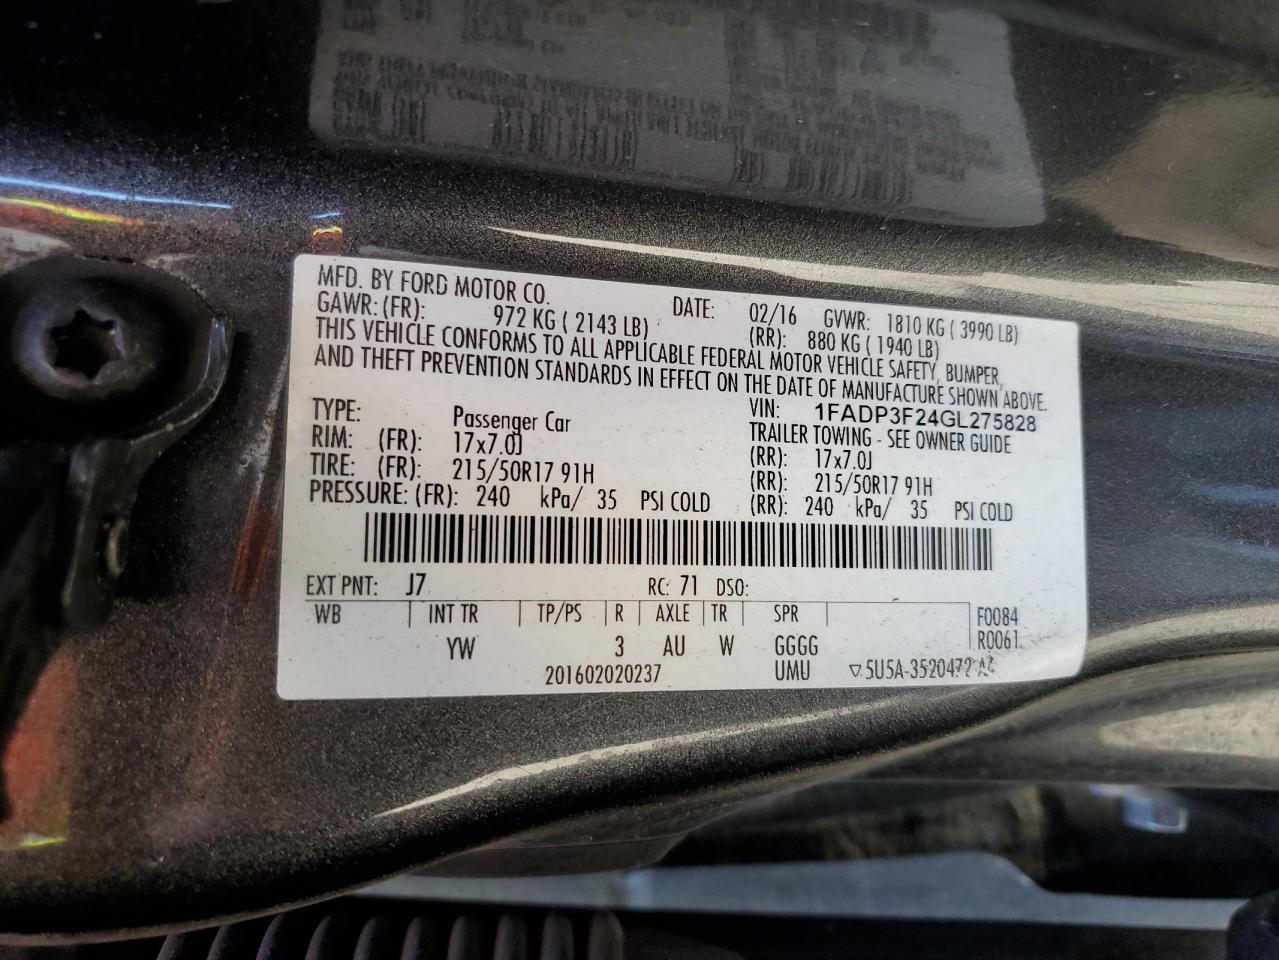 MFD. BY FORD MOTOR CO. DATE: 02/16 GVWR: 1810 KG ( 3990 LB)
GAWR: (FR): 972 KG ( 2143 LB) (RR): 880 KG ( 1940 LB)
THIS VEHICLE CONFORMS TO ALL APPLICABLE FEDERAL MOTOR VEHICLE SAFETY, BUMPER,
AND THEFT PREVENTION STANDARDS IN EFFECT ON THE DATE OF MANUFACTURE SHOWN ABOVE.
TYPE: Passenger Car VIN: 1FADP3F24GL275828
TRAILER TOWING - SEE OWNER GUIDE
RIM: (FR): 17x7.0J (RR): 17x7.0J
TIRE: (FR): 215/50R17 91H (RR): 215/50R17 91H
PRESSURE: (FR): 240 kPa/ 35 PSI COLD (RR): 240 kPa/ 35 PSI COLD
EXT PNT: J7 RC: 71 DSO:
WB INT TR TP/PS R AXLE TR SPR F0084
YW 3 AU W GGGG R0061
201602020237 UMU ▽5U5A-3520472